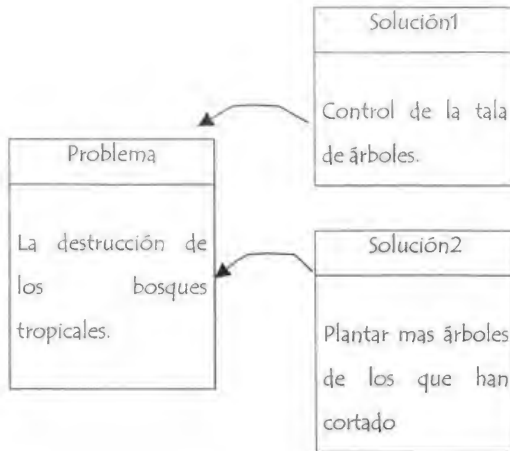 Solución1
Control de la tala
de árboles.
Problema
La destrucción de
los bosques
tropicales.
Solución2
Plantar mas árboles
de los que han
cortado